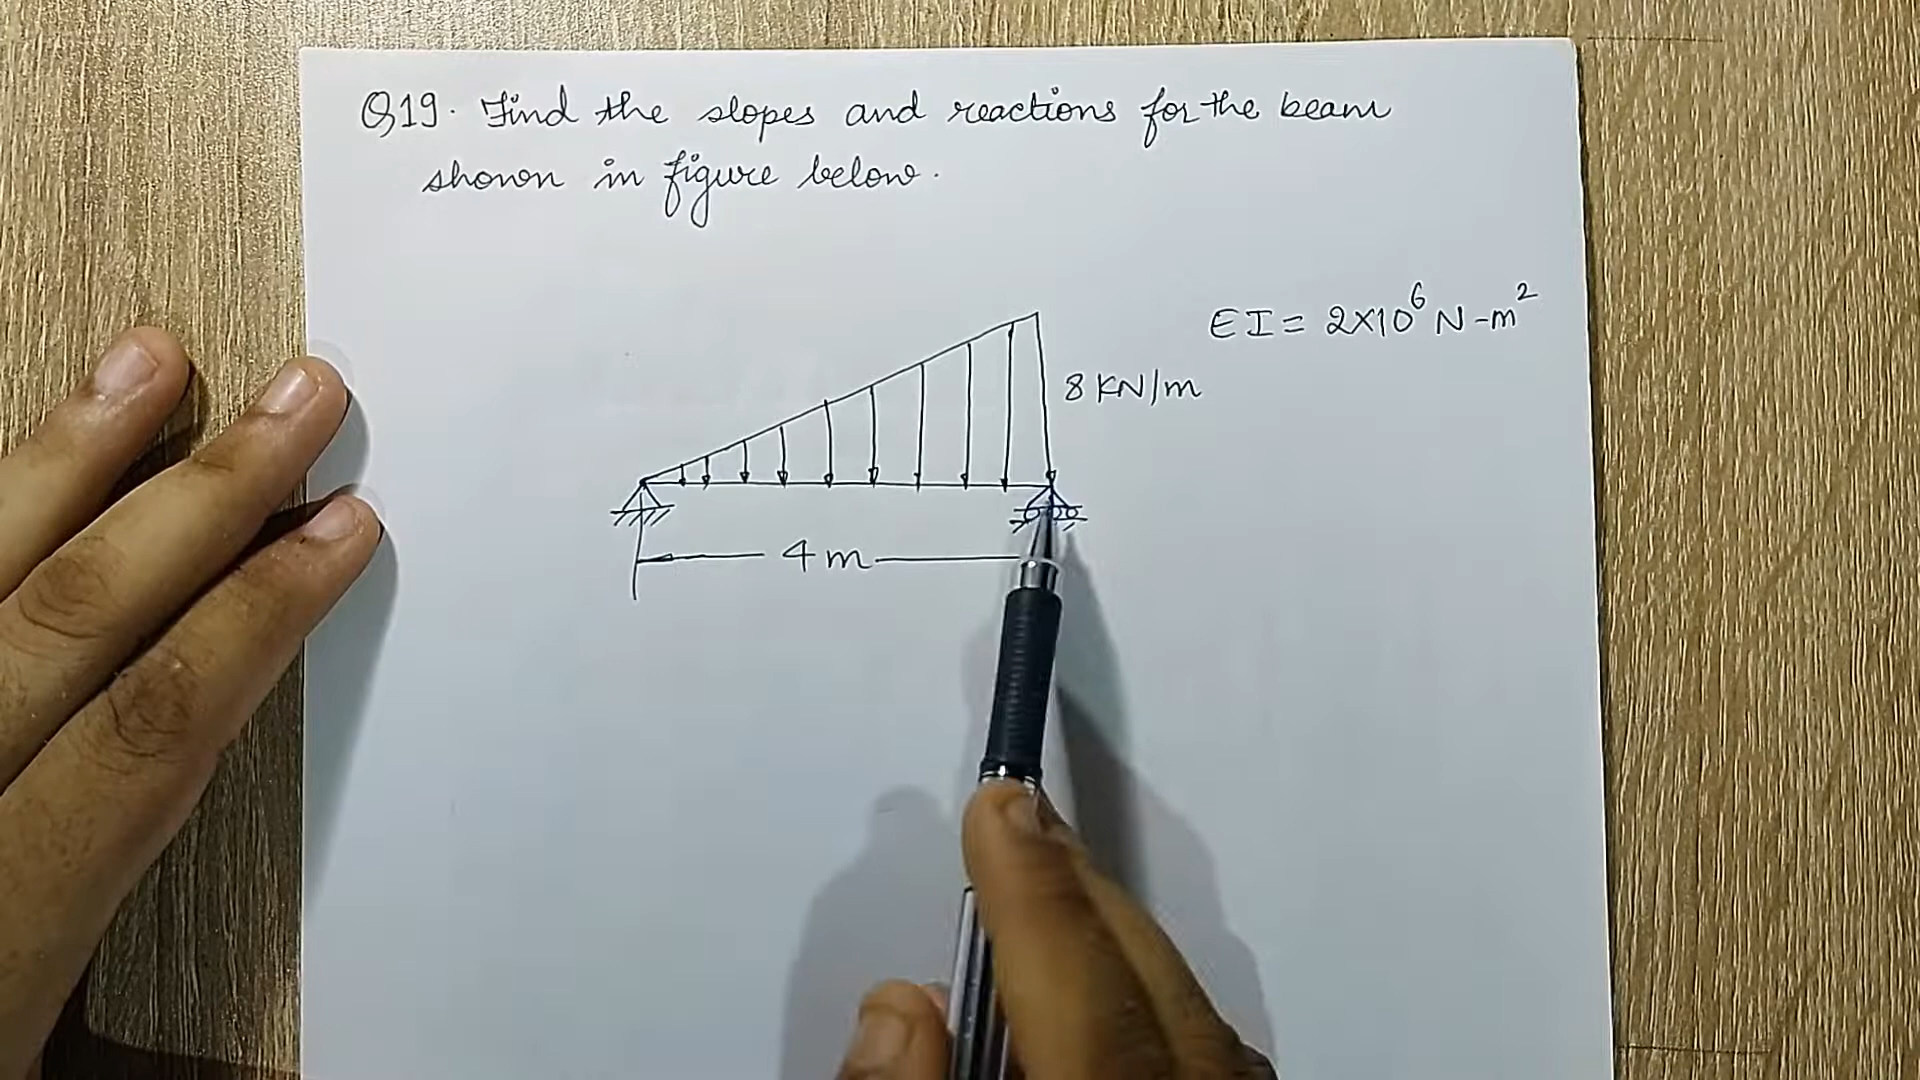 Q19. Find the slopes and reactions for the beam
shown in figure below.
EI = 2×10⁶ N-m²
8 KN/m
4 m